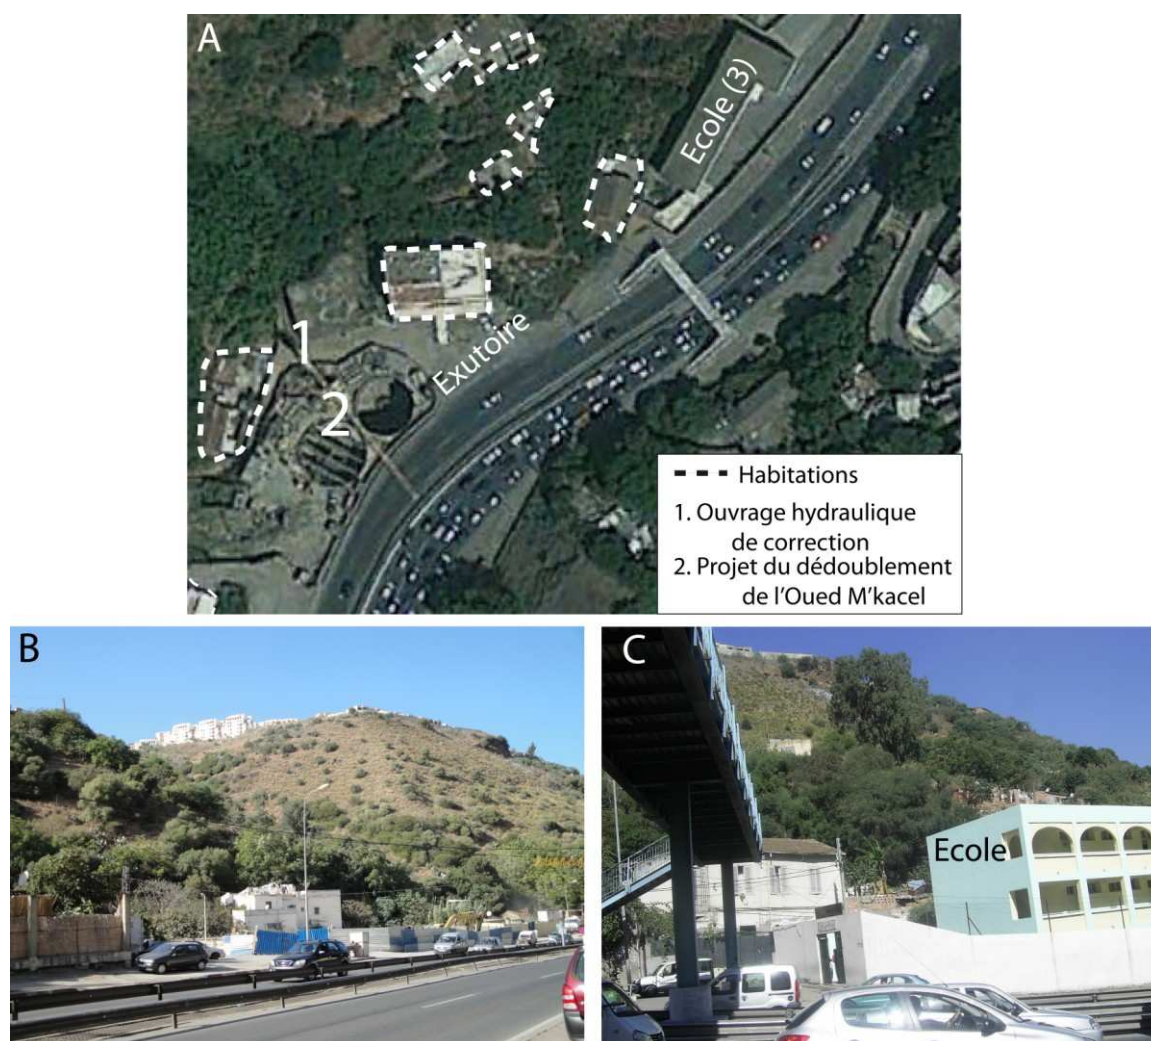 A
Ecole (3)
Exutoire
1
2
Habitations
1. Ouvrage hydraulique
de correction
2. Projet du dédoublement
de l'Oued M'kacel
B
C
Ecole